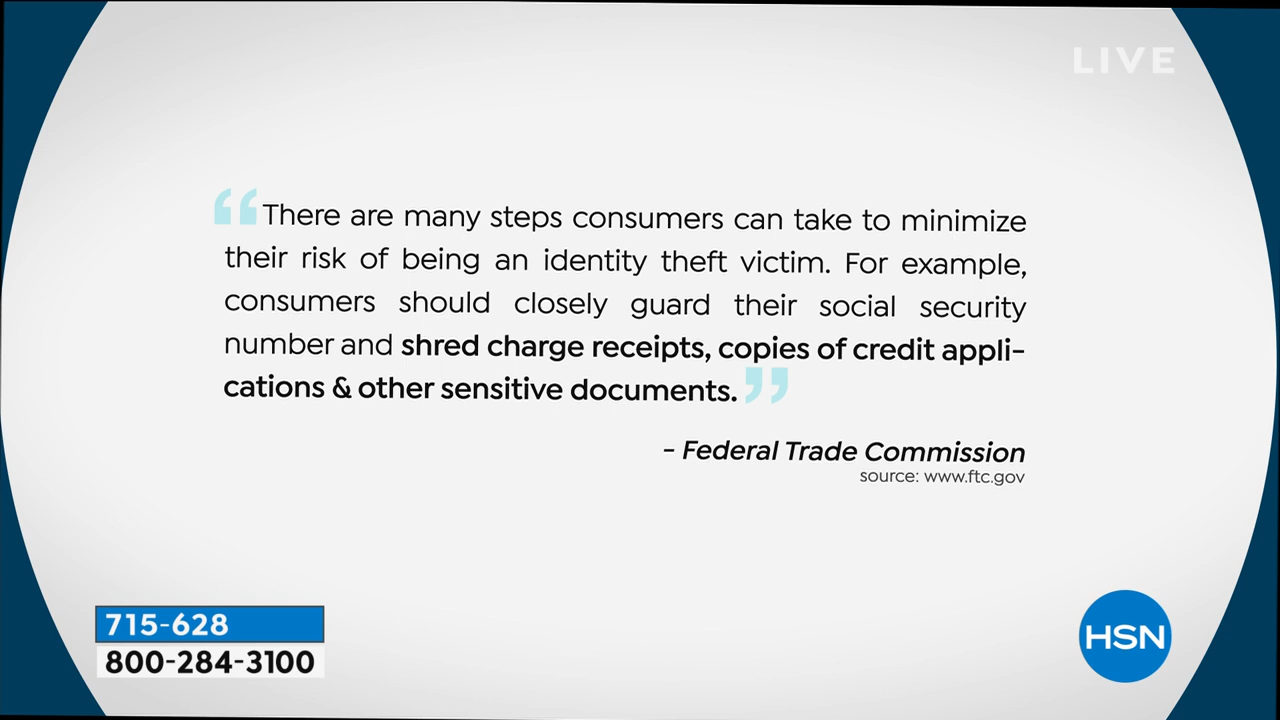 LIVE
“There are many steps consumers can take to minimize
their risk of being an identity theft victim. For example,
consumers should closely guard their social security
number and shred charge receipts, copies of credit appli-
cations & other sensitive documents.”
- Federal Trade Commission
source: www.ftc.gov
715-628
800-284-3100
HSN